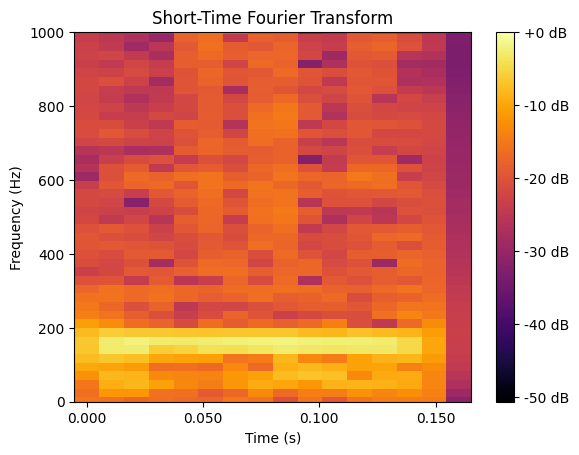 Short-Time Fourier Transform
1000
800
600
400
200
0
Frequency (Hz)
0.000
0.050
0.100
0.150
Time (s)
+0 dB
-10 dB
-20 dB
-30 dB
-40 dB
-50 dB